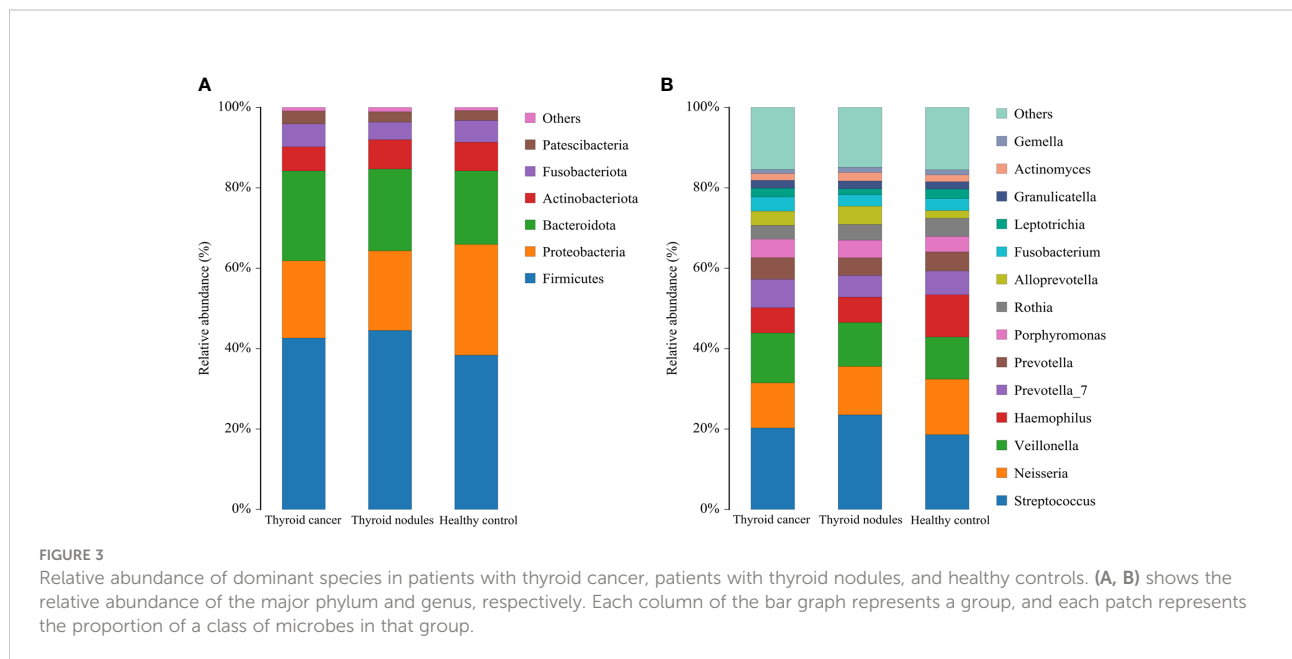 A
100%
80%
60%
40%
20%
0%
Relative abundance (%)
Thyroid cancer
Thyroid nodules
Healthy control
Others
Patescibacteria
Fusobacteriota
Actinobacteriota
Bacteroidota
Proteobacteria
Firmicutes
B
100%
80%
60%
40%
20%
0%
Relative abundance (%)
Thyroid cancer
Thyroid nodules
Healthy control
Others
Gemella
Actinomyces
Granulicatella
Leptotrichia
Fusobacterium
Alloprevotella
Rothia
Porphyromonas
Prevotella
Prevotella_7
Haemophilus
Veillonella
Neisseria
Streptococcus
FIGURE 3
Relative abundance of dominant species in patients with thyroid cancer, patients with thyroid nodules, and healthy controls. (A, B) shows the
relative abundance of the major phylum and genus, respectively. Each column of the bar graph represents a group, and each patch represents
the proportion of a class of microbes in that group.